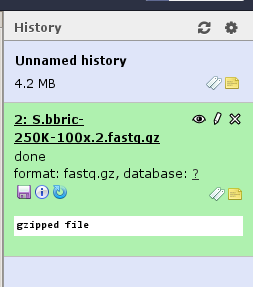 History
Unnamed history
4.2 MB
2: S.bbric-
250K-100x.2.fastq.gz
done
format: fastq.gz, database: ?
gzipped file